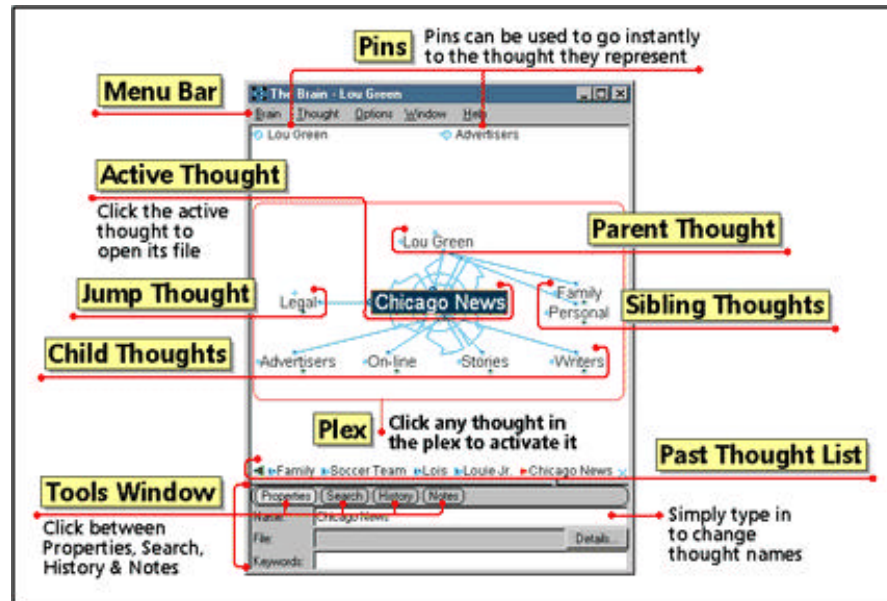 Pins
Pins can be used to go instantly
to the thought they represent
Menu Bar
The Brain - Lou Green
Brain Thought Options Window Help
Lou Green Advertisers
Active Thought
Click the active
thought to
open its file
Lou Green
Parent Thought
Jump Thought
Legal
Chicago News
Family
Personal
Sibling Thoughts
Child Thoughts
Advertisers On-line Stories Writers
Plex
Click any thought in
the plex to activate it
Past Thought List
Family Soccer Team Lois Louie Jr. Chicago News
Tools Window
Properties Search History Notes
Click between
Properties, Search,
History & Notes
Name: Chicago News
File: Details...
Keywords:
Simply type in
to change
thought names